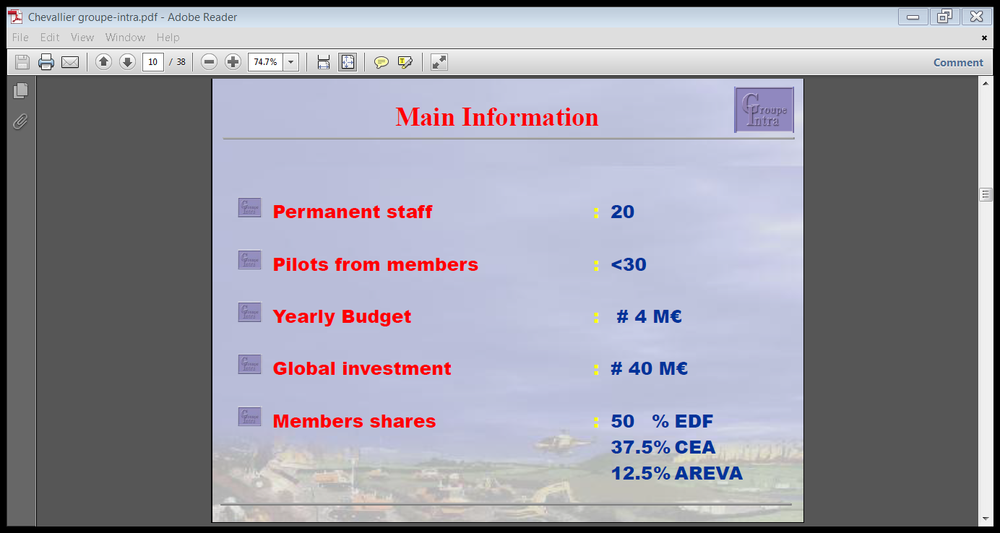 Chevallier groupe-intra.pdf - Adobe Reader
File Edit View Window Help
10 / 38 74.7% Comment
Main Information
Groupe
Intra
Permanent staff : 20
Pilots from members : <30
Yearly Budget : # 4 M€
Global investment : # 40 M€
Members shares : 50 % EDF
37.5% CEA
12.5% AREVA